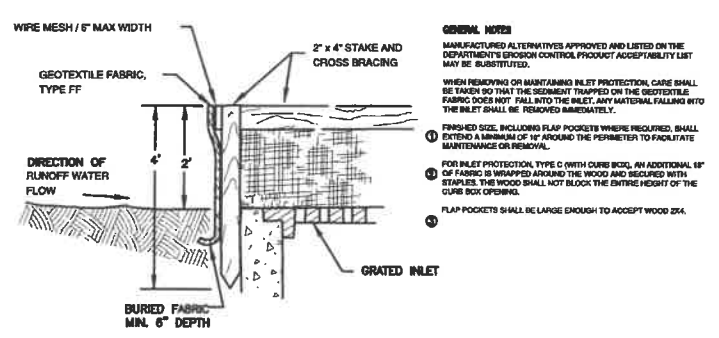 WIRE MESH / 6" MAX WIDTH
GEOTEXTILE FABRIC,
TYPE FF
2" x 4" STAKE AND
CROSS BRACING
4'
2'
DIRECTION OF
RUNOFF WATER
FLOW
GRATED INLET
BURIED FABRIC
MIN. 6" DEPTH
GENERAL NOTES
MANUFACTURED ALTERNATIVES APPROVED AND LISTED ON THE
DEPARTMENT'S EROSION CONTROL PRODUCT ACCEPTABILITY LIST
MAY BE SUBSTITUTED.
WHEN REMOVING OR MAINTAINING INLET PROTECTION, CARE SHALL
BE TAKEN SO THAT THE SEDIMENT TRAPPED ON THE GEOTEXTILE
FABRIC DOES NOT FALL INTO THE INLET. ANY MATERIAL FALLING INTO
THE INLET SHALL BE REMOVED IMMEDIATELY.
① FINISHED SIZE, INCLUDING FLAP POCKETS WHERE REQUIRED, SHALL
EXTEND A MINIMUM OF 10" AROUND THE PERIMETER TO FACILITATE
MAINTENANCE OR REMOVAL.
② FOR INLET PROTECTION, TYPE C (WITH CURB BOX), AN ADDITIONAL 18"
OF FABRIC IS WRAPPED AROUND THE WOOD AND SECURED WITH
STAPLES. THE WOOD SHALL NOT BLOCK THE ENTIRE HEIGHT OF THE
CURB BOX OPENING.
③ FLAP POCKETS SHALL BE LARGE ENOUGH TO ACCEPT WOOD 2X4.